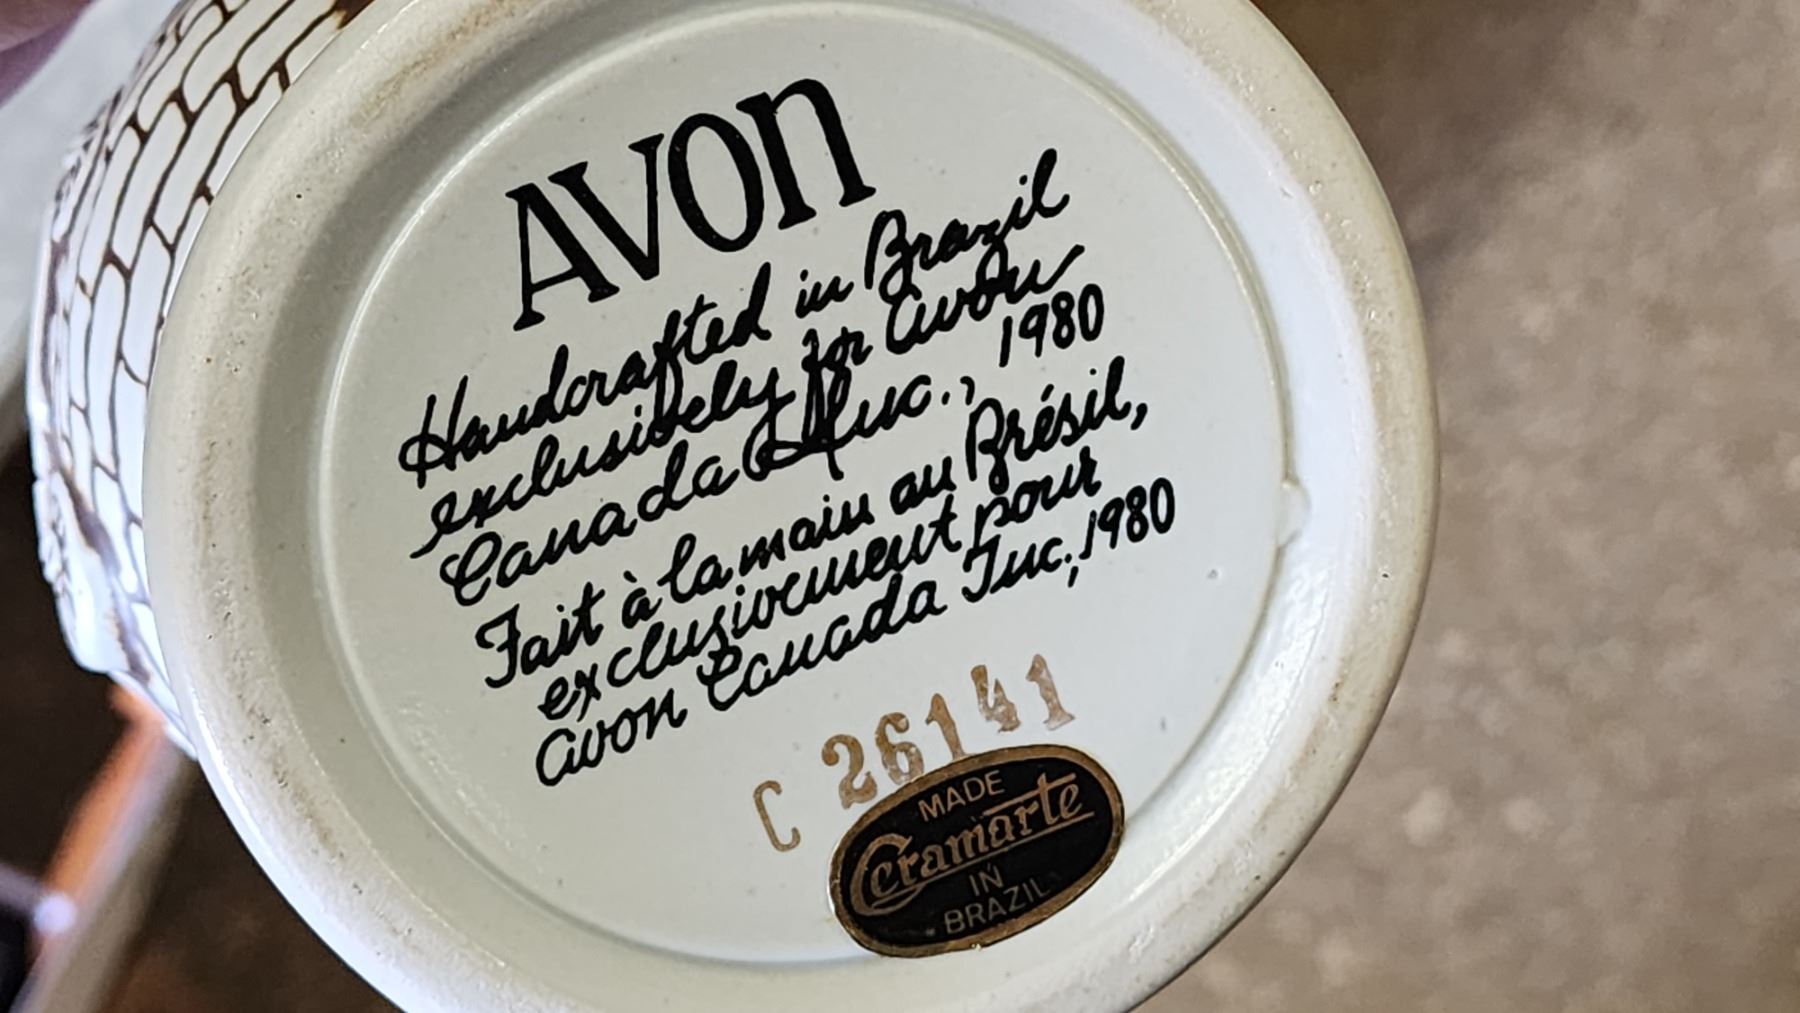 AVON
Handcrafted in Brazil
exclusively for Avon
Canada Inc., 1980
Fait à la main au Brésil,
exclusivement pour
Avon Canada Inc., 1980
C 26141
MADE
Ceramarte
IN
BRAZIL